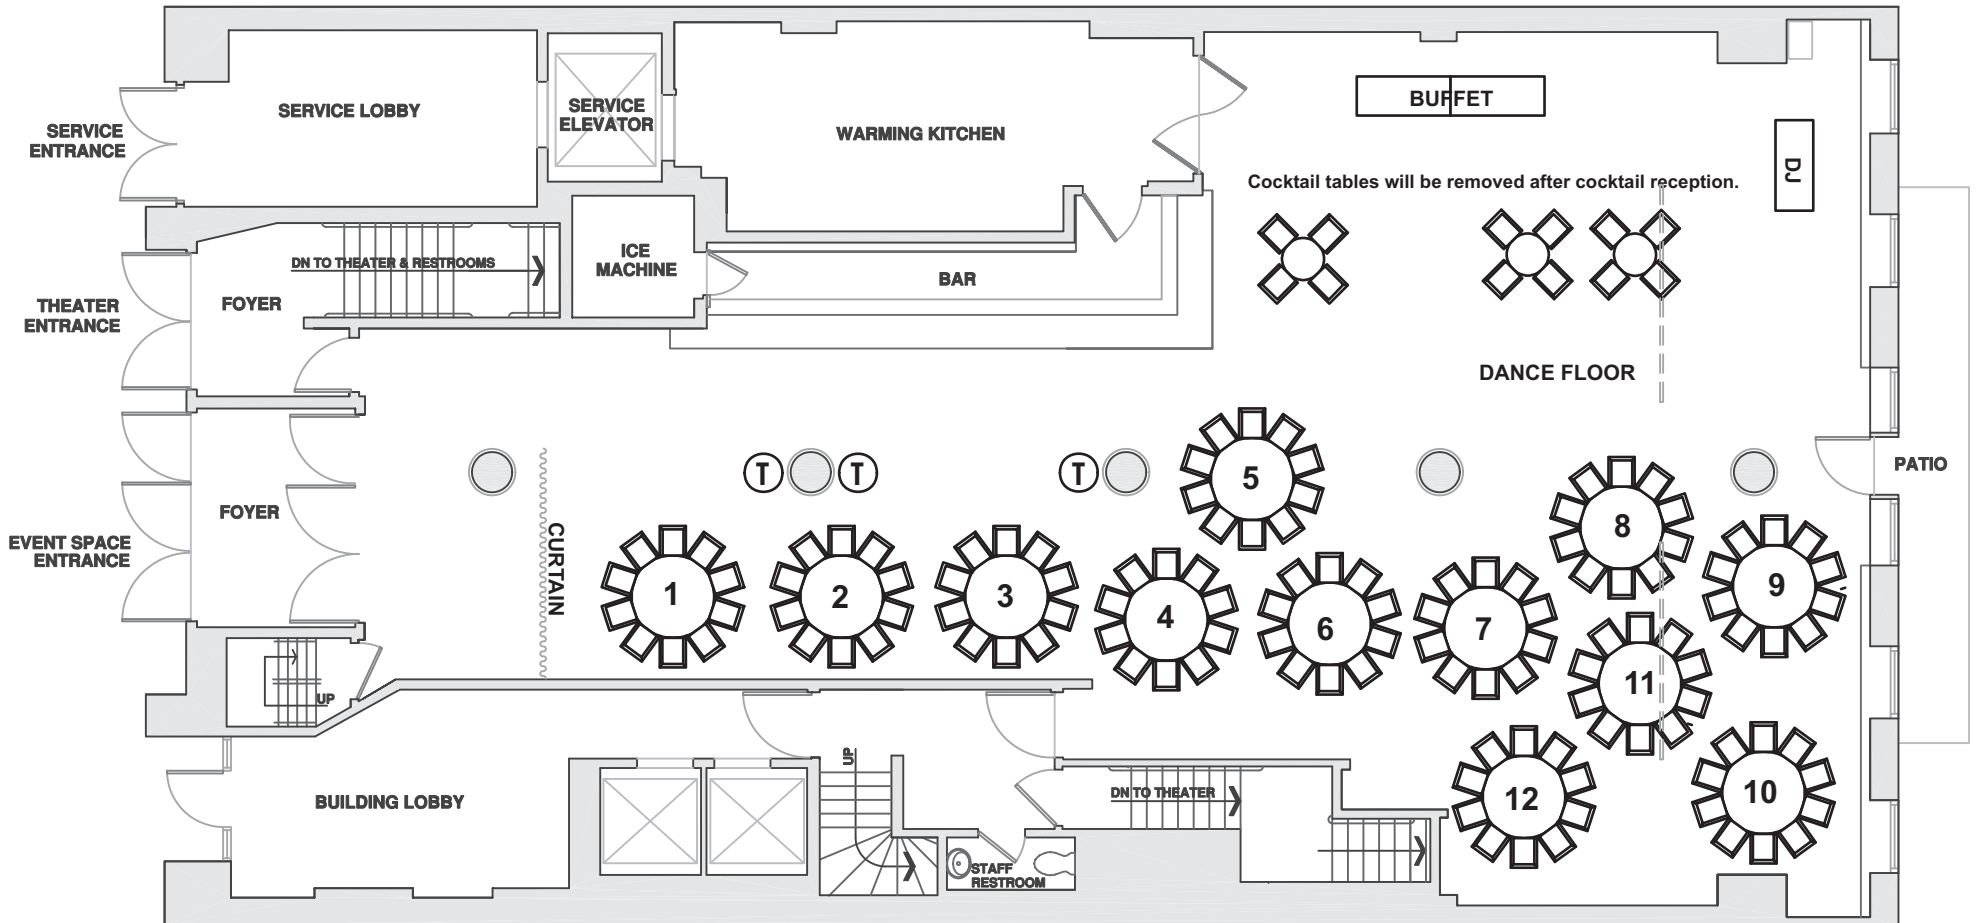 SERVICE LOBBY
SERVICE
ELEVATOR
WARMING KITCHEN
BUFFET
SERVICE
ENTRANCE
DJ
Cocktail tables will be removed after cocktail reception.
ICE
MACHINE
DN TO THEATER & RESTROOMS
BAR
FOYER
THEATER
ENTRANCE
DANCE FLOOR
T
T
T
5
PATIO
FOYER
8
EVENT SPACE
ENTRANCE
CURTAIN
1
2
3
4
6
7
9
11
UP
UP
BUILDING LOBBY
DN TO THEATER
12
10
STAFF
RESTROOM